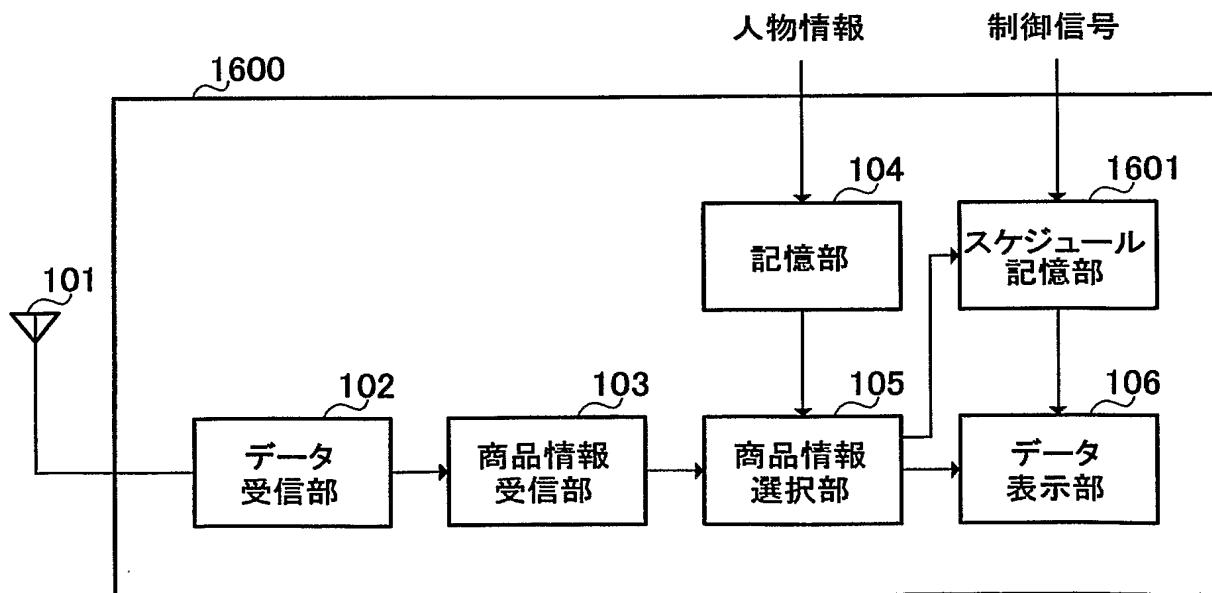 人物情報
制御信号
1600
104
1601
記憶部
スケジュール
記憶部
101
102
103
105
106
データ
受信部
商品情報
受信部
商品情報
選択部
データ
表示部